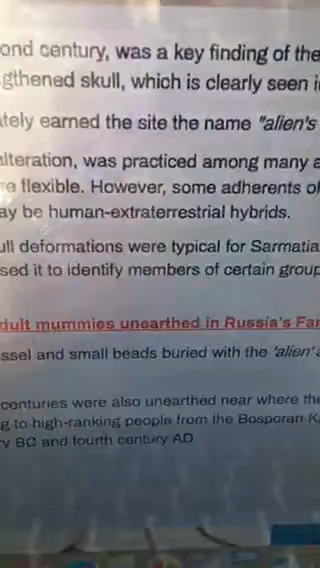 ond century, was a key finding of the
gthened skull, which is clearly seen i
tely earned the site the name "alien's
alteration, was practiced among many a
e flexible. However, some adherents of
ay be human-extraterrestrial hybrids.
ull deformations were typical for Sarmatia
sed it to identify members of certain group
dult mummies unearthed in Russia's Far
ssel and small beads buried with the 'alien' a
centuries were also unearthed near where the
g to high-ranking people from the Bosporan K
ry BC and fourth century AD